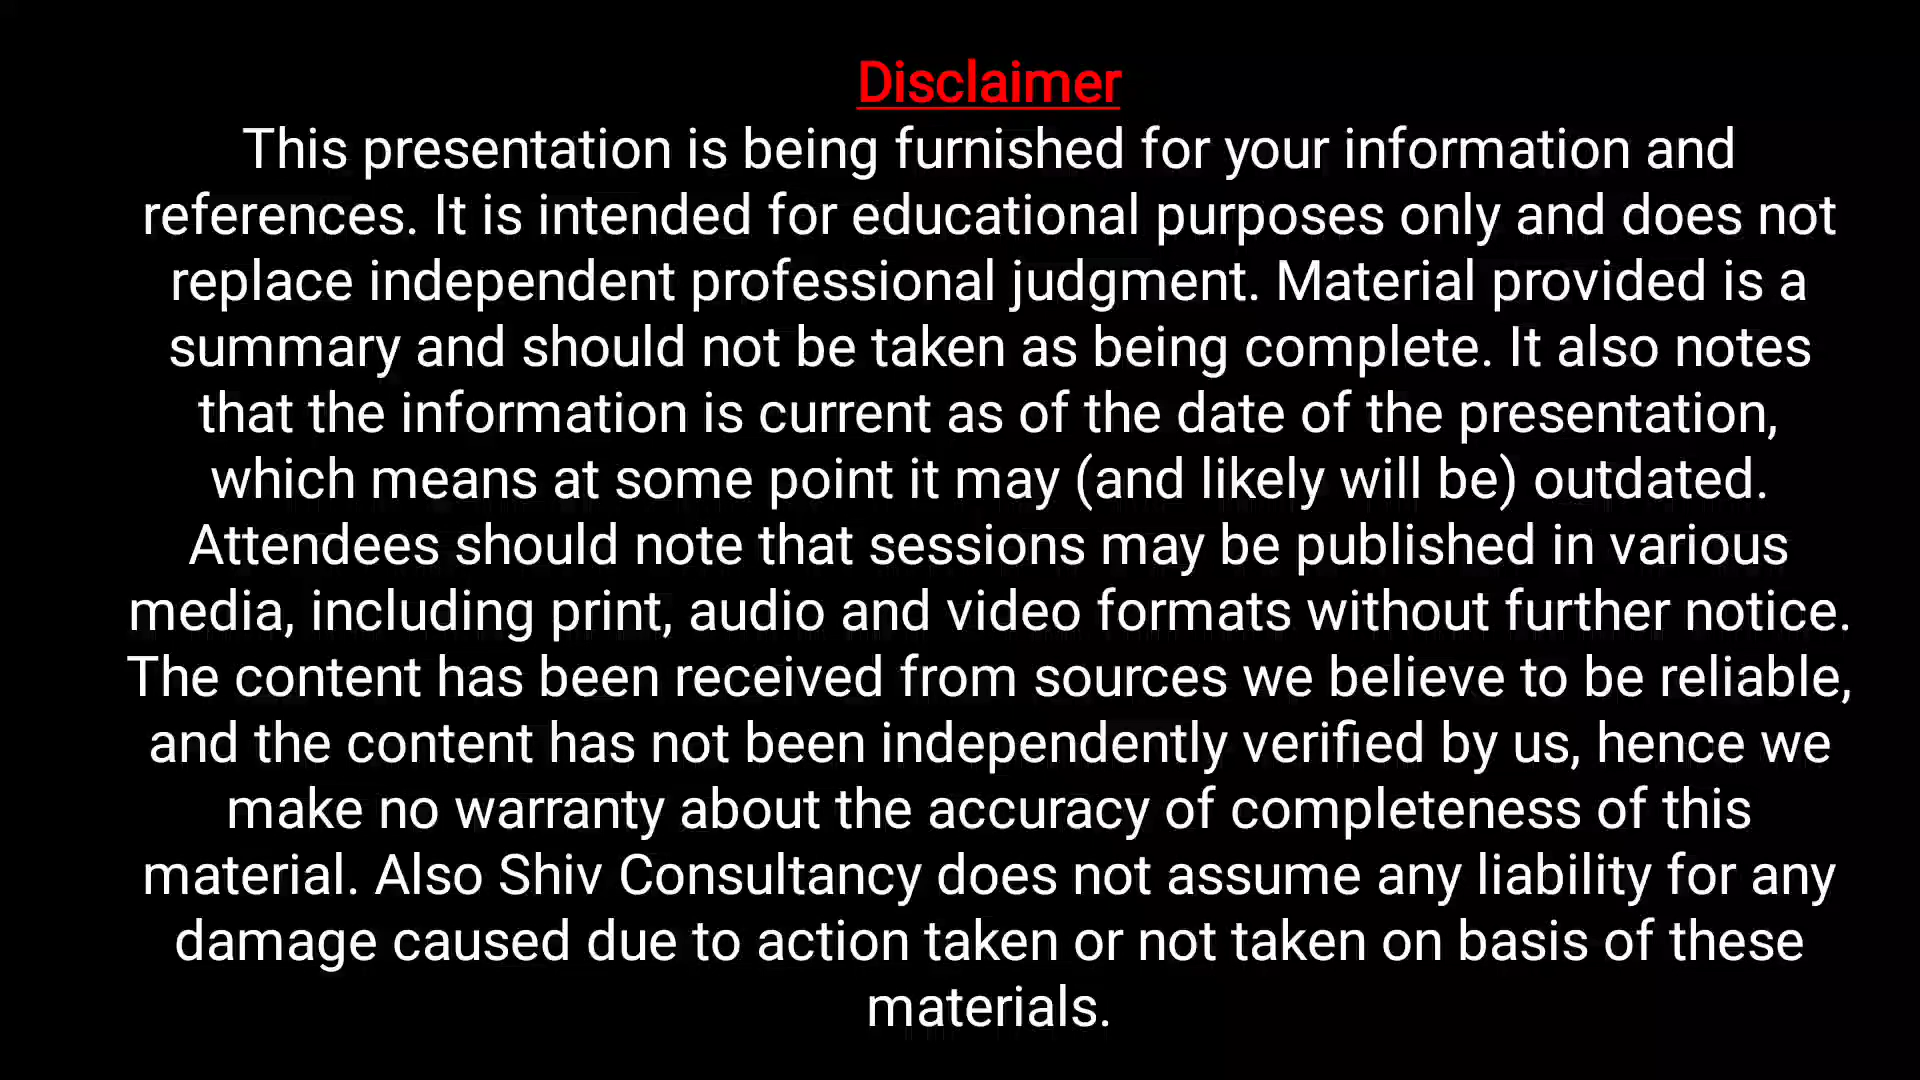 Disclaimer
This presentation is being furnished for your information and
references. It is intended for educational purposes only and does not
replace independent professional judgment. Material provided is a
summary and should not be taken as being complete. It also notes
that the information is current as of the date of the presentation,
which means at some point it may (and likely will be) outdated.
Attendees should note that sessions may be published in various
media, including print, audio and video formats without further notice.
The content has been received from sources we believe to be reliable,
and the content has not been independently verified by us, hence we
make no warranty about the accuracy of completeness of this
material. Also Shiv Consultancy does not assume any liability for any
damage caused due to action taken or not taken on basis of these
materials.